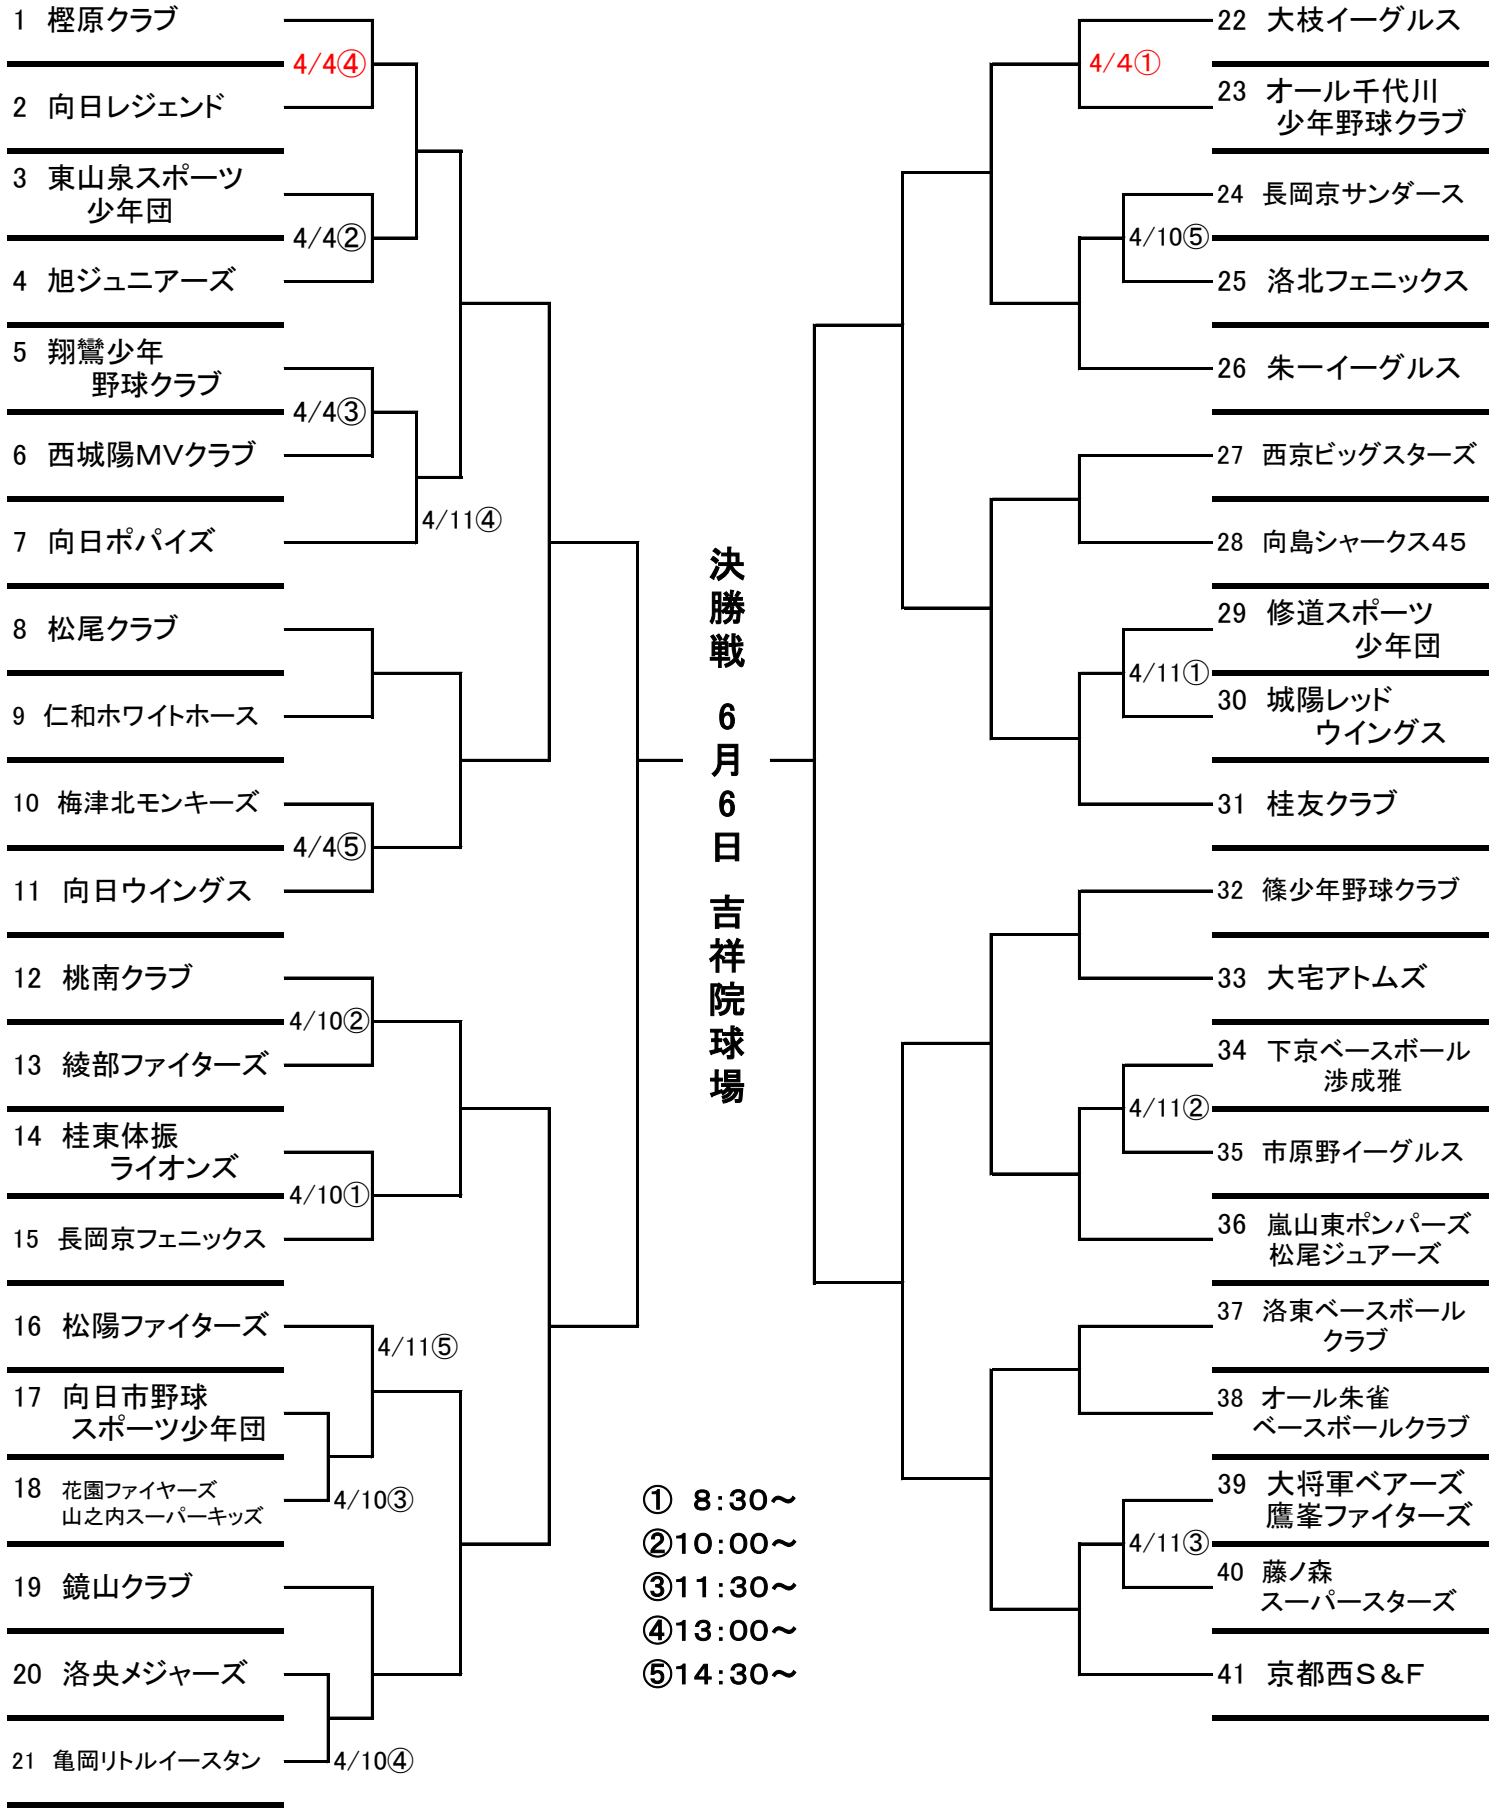 1 樫原クラブ
4/4④
2 向日レジェンド
3 東山泉スポーツ
少年団
4/4②
4 旭ジュニアーズ
5 翔鸞少年
野球クラブ
4/4③
6 西城陽MVクラブ
4/11④
7 向日ポパイズ
8 松尾クラブ
9 仁和ホワイトホース
10 梅津北モンキーズ
4/4⑤
11 向日ウイングス
12 桃南クラブ
4/10②
13 綾部ファイターズ
14 桂東体振
ライオンズ
4/10①
15 長岡京フェニックス
16 松陽ファイターズ
4/11⑤
17 向日市野球
スポーツ少年団
18 花園ファイヤーズ
山之内スーパーキッズ
4/10③
19 鏡山クラブ
20 洛央メジャーズ
21 亀岡リトルイースタン
4/10④
決勝戦 6月6日 吉祥院球場
① 8:30～
②10:00～
③11:30～
④13:00～
⑤14:30～
22 大枝イーグルス
4/4①
23 オール千代川
少年野球クラブ
24 長岡京サンダース
4/10⑤
25 洛北フェニックス
26 朱一イーグルス
27 西京ビッグスターズ
28 向島シャークス45
29 修道スポーツ
少年団
4/11①
30 城陽レッド
ウイングス
31 桂友クラブ
32 篠少年野球クラブ
33 大宅アトムズ
34 下京ベースボール
渉成雅
4/11②
35 市原野イーグルス
36 嵐山東ポンパーズ
松尾ジュアーズ
37 洛東ベースボール
クラブ
38 オール朱雀
ベースボールクラブ
39 大将軍ベアーズ
鷹峯ファイターズ
4/11③
40 藤ノ森
スーパースターズ
41 京都西S＆F